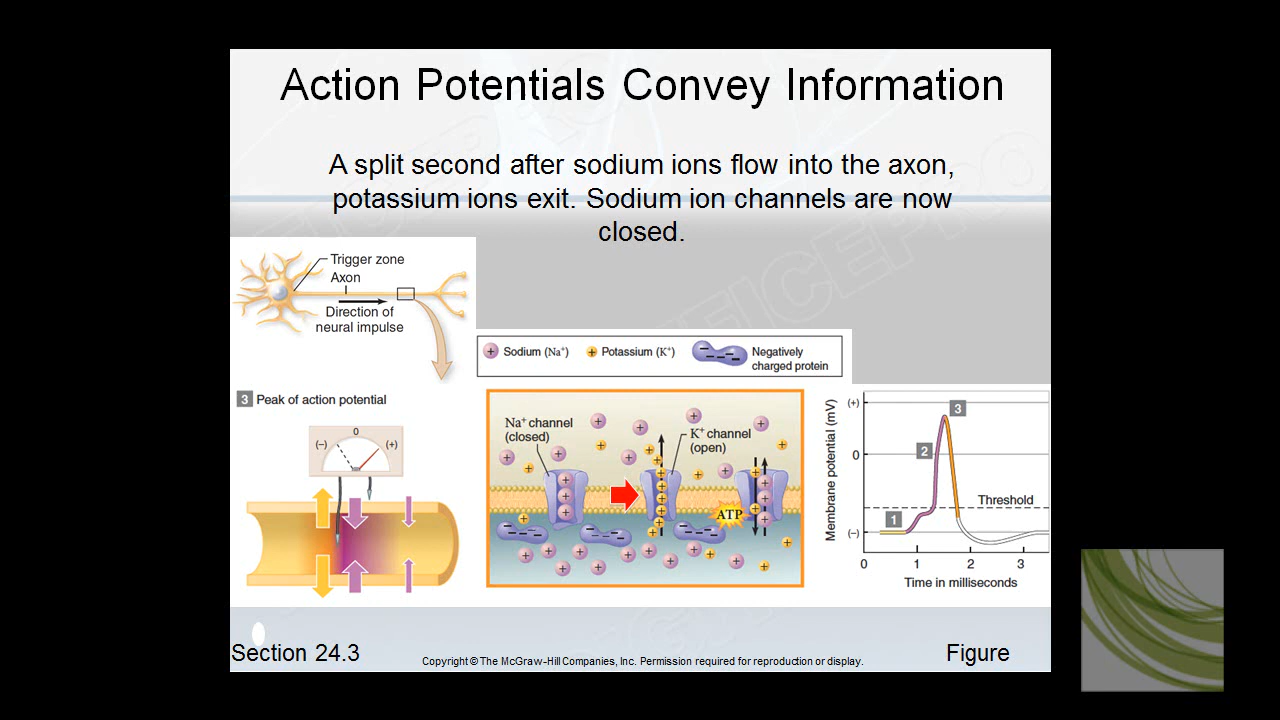 Action Potentials Convey Information
A split second after sodium ions flow into the axon,
potassium ions exit. Sodium ion channels are now
closed.
Trigger zone
Axon
Direction of
neural impulse
+ Sodium (Na⁺)
+ Potassium (K⁺)
Negatively
charged protein
3 Peak of action potential
(−) 0 (+)
Na⁺ channel
(closed)
K⁺ channel
(open)
ATP
Membrane potential (mV)
(+)
0
(−)
1
2
3
Threshold
0 1 2 3
Time in milliseconds
Section 24.3
Copyright © The McGraw-Hill Companies, Inc. Permission required for reproduction or display.
Figure